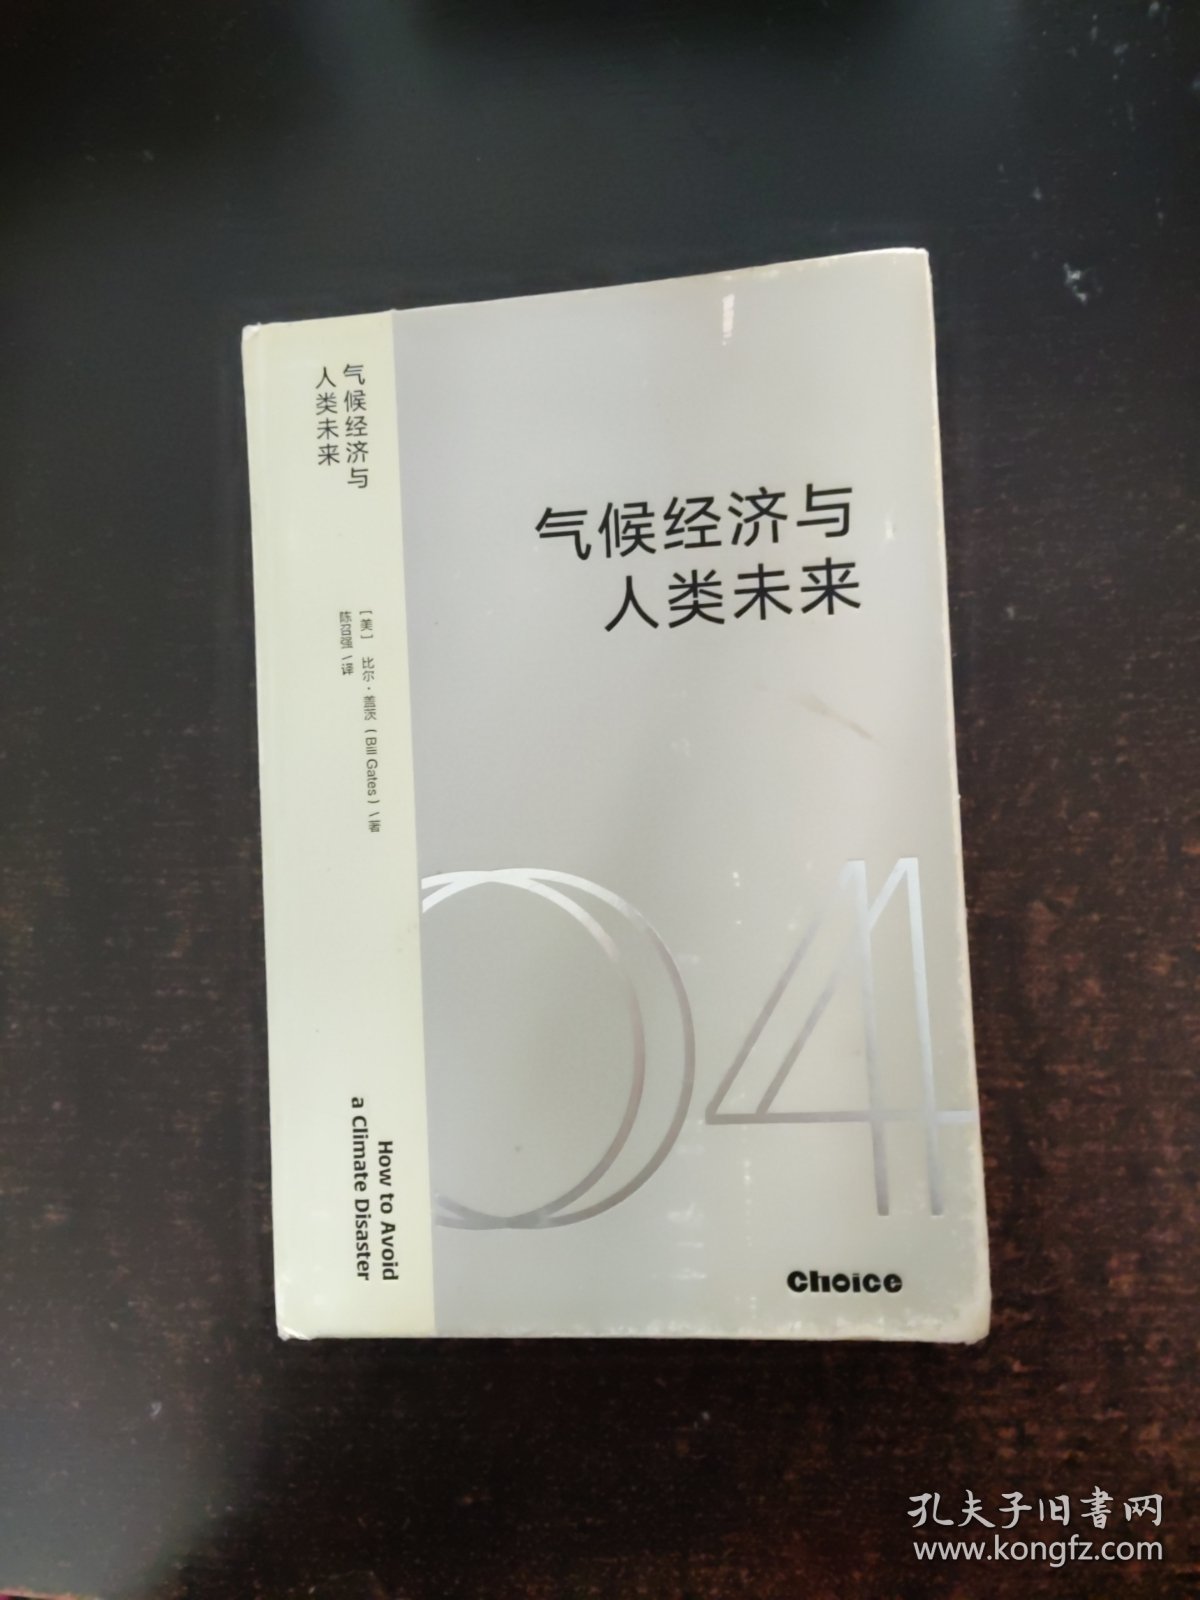 气候经济与
人类未来
［美］ 比尔·盖茨（Bill Gates）\著
陈召强\译
How to Avoid
a Climate Disaster
气候经济与
人类未来
04
Choice
孔夫子旧書网
www.kongfz.com